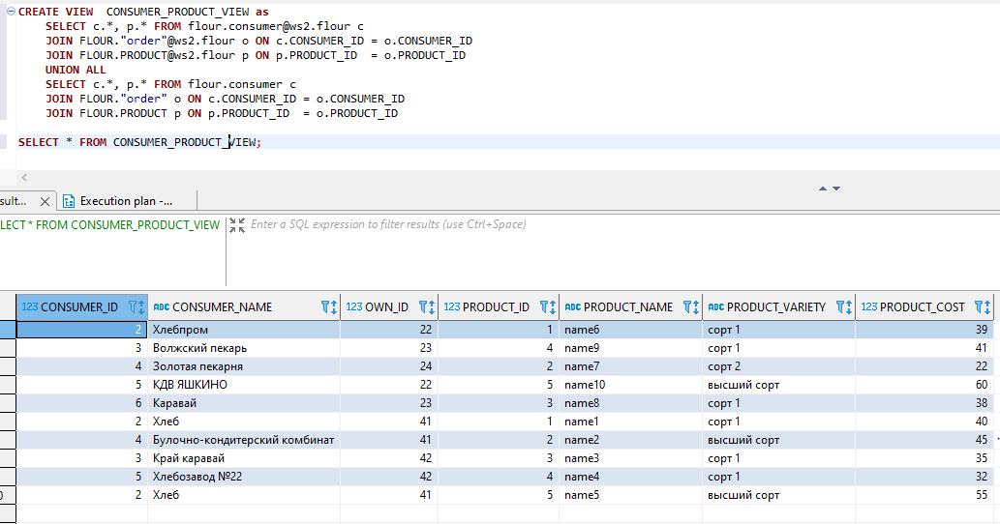 CREATE VIEW CONSUMER_PRODUCT_VIEW as
SELECT c.*, p.* FROM flour.consumer@ws2.flour c
JOIN FLOUR."order"@ws2.flour o ON c.CONSUMER_ID = o.CONSUMER_ID
JOIN FLOUR.PRODUCT@ws2.flour p ON p.PRODUCT_ID = o.PRODUCT_ID
UNION ALL
SELECT c.*, p.* FROM flour.consumer c
JOIN FLOUR."order" o ON c.CONSUMER_ID = o.CONSUMER_ID
JOIN FLOUR.PRODUCT p ON p.PRODUCT_ID = o.PRODUCT_ID
SELECT * FROM CONSUMER_PRODUCT_VIEW;
sult... Execution plan -...
LECT * FROM CONSUMER_PRODUCT_VIEW Enter a SQL expression to filter results (use Ctrl+Space)
123 CONSUMER_ID ABC CONSUMER_NAME 123 OWN_ID 123 PRODUCT_ID ABC PRODUCT_NAME ABC PRODUCT_VARIETY 123 PRODUCT_COST
2 Хлебпром 22 1 name6 сорт 1 39
3 Волжский пекарь 23 4 name9 сорт 1 41
4 Золотая пекарня 24 2 name7 сорт 2 22
5 КДВ ЯШКИНО 22 5 name10 высший сорт 60
6 Каравай 23 3 name8 сорт 1 38
2 Хлеб 41 1 name1 сорт 1 40
4 Булочно-кондитерский комбинат 41 2 name2 высший сорт 45
3 Край каравай 42 3 name3 сорт 1 35
5 Хлебозавод №22 42 4 name4 сорт 1 32
0 2 Хлеб 41 5 name5 высший сорт 55